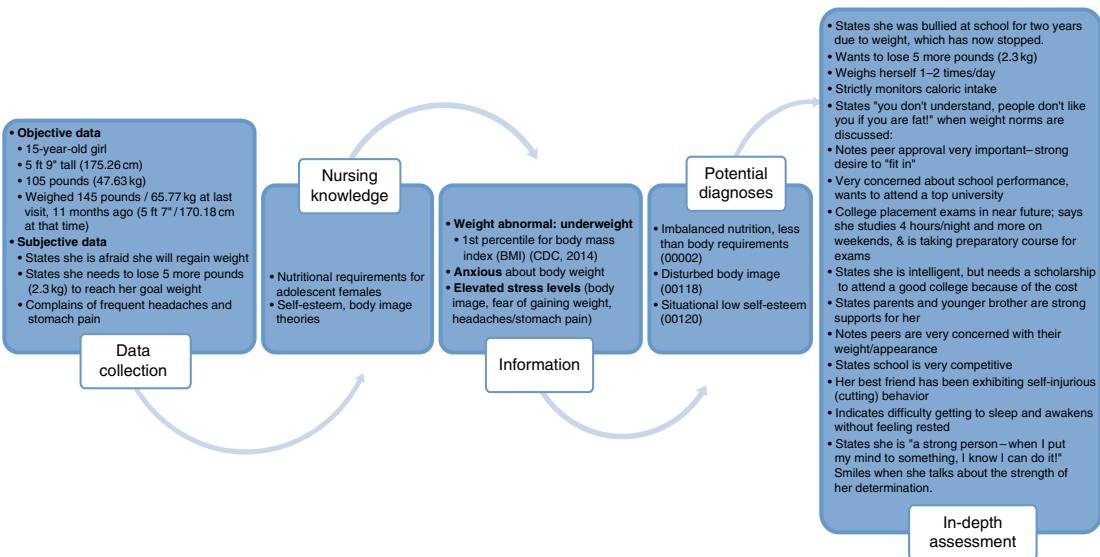 • Objective data
• 15-year-old girl
• 5 ft 9" tall (175.26 cm)
• 105 pounds (47.63 kg)
• Weighed 145 pounds / 65.77 kg at last
visit, 11 months ago (5 ft 7" / 170.18 cm
at that time)
• Subjective data
• States she is afraid she will regain weight
• States she needs to lose 5 more pounds
(2.3 kg) to reach her goal weight
• Complains of frequent headaches and
stomach pain
Data
collection
Nursing
knowledge
• Nutritional requirements for
adolescent females
• Self-esteem, body image
theories
• Weight abnormal: underweight
• 1st percentile for body mass
index (BMI) (CDC, 2014)
• Anxious about body weight
• Elevated stress levels (body
image, fear of gaining weight,
headaches/stomach pain)
Information
Potential
diagnoses
• Imbalanced nutrition, less
than body requirements
(00002)
• Disturbed body image
(00118)
• Situational low self-esteem
(00120)
• States she was bullied at school for two years
due to weight, which has now stopped.
• Wants to lose 5 more pounds (2.3 kg)
• Weighs herself 1–2 times/day
• Strictly monitors caloric intake
• States "you don't understand, people don't like
you if you are fat!" when weight norms are
discussed:
• Notes peer approval very important–strong
desire to "fit in"
• Very concerned about school performance,
wants to attend a top university
• College placement exams in near future; says
she studies 4 hours/night and more on
weekends, & is taking preparatory course for
exams
• States she is intelligent, but needs a scholarship
to attend a good college because of the cost
• States parents and younger brother are strong
supports for her
• Notes peers are very concerned with their
weight/appearance
• States school is very competitive
• Her best friend has been exhibiting self-injurious
(cutting) behavior
• Indicates difficulty getting to sleep and awakens
without feeling rested
• States she is "a strong person – when I put
my mind to something, I know I can do it!"
Smiles when she talks about the strength of
her determination.
In-depth
assessment